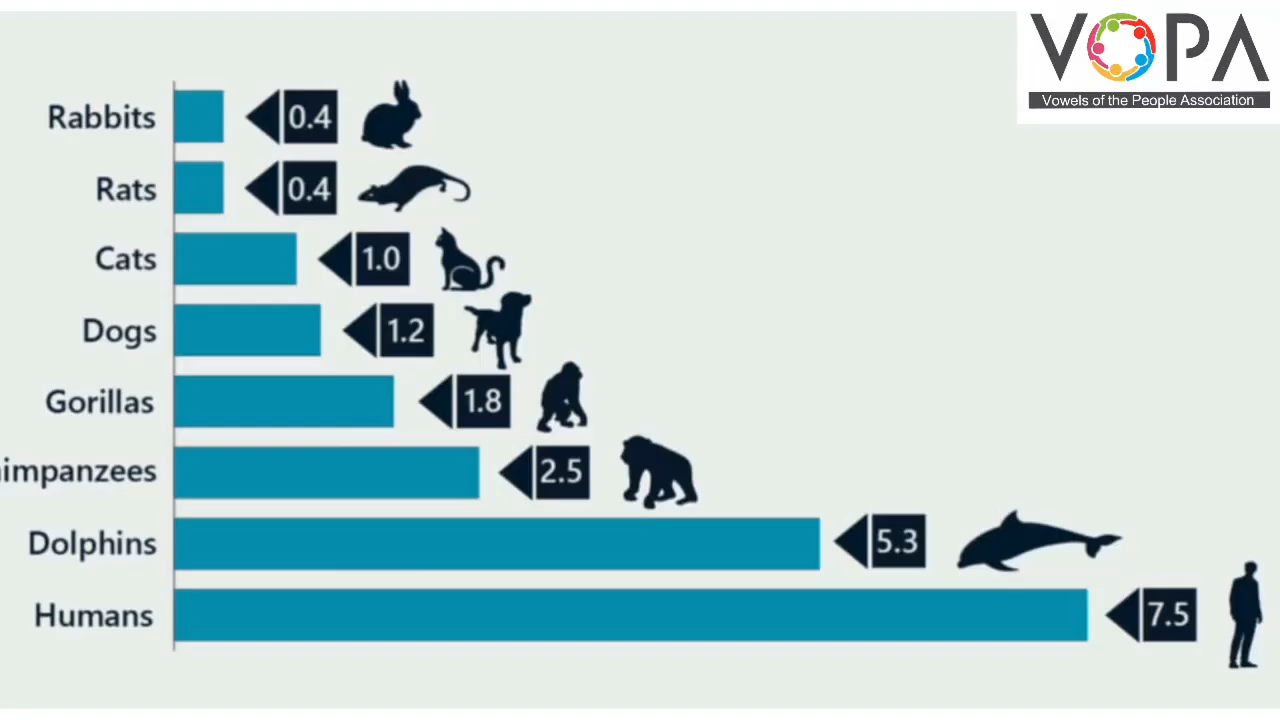 VOPA
Vowels of the People Association
Rabbits 0.4
Rats 0.4
Cats 1.0
Dogs 1.2
Gorillas 1.8
impanzees 2.5
Dolphins 5.3
Humans 7.5